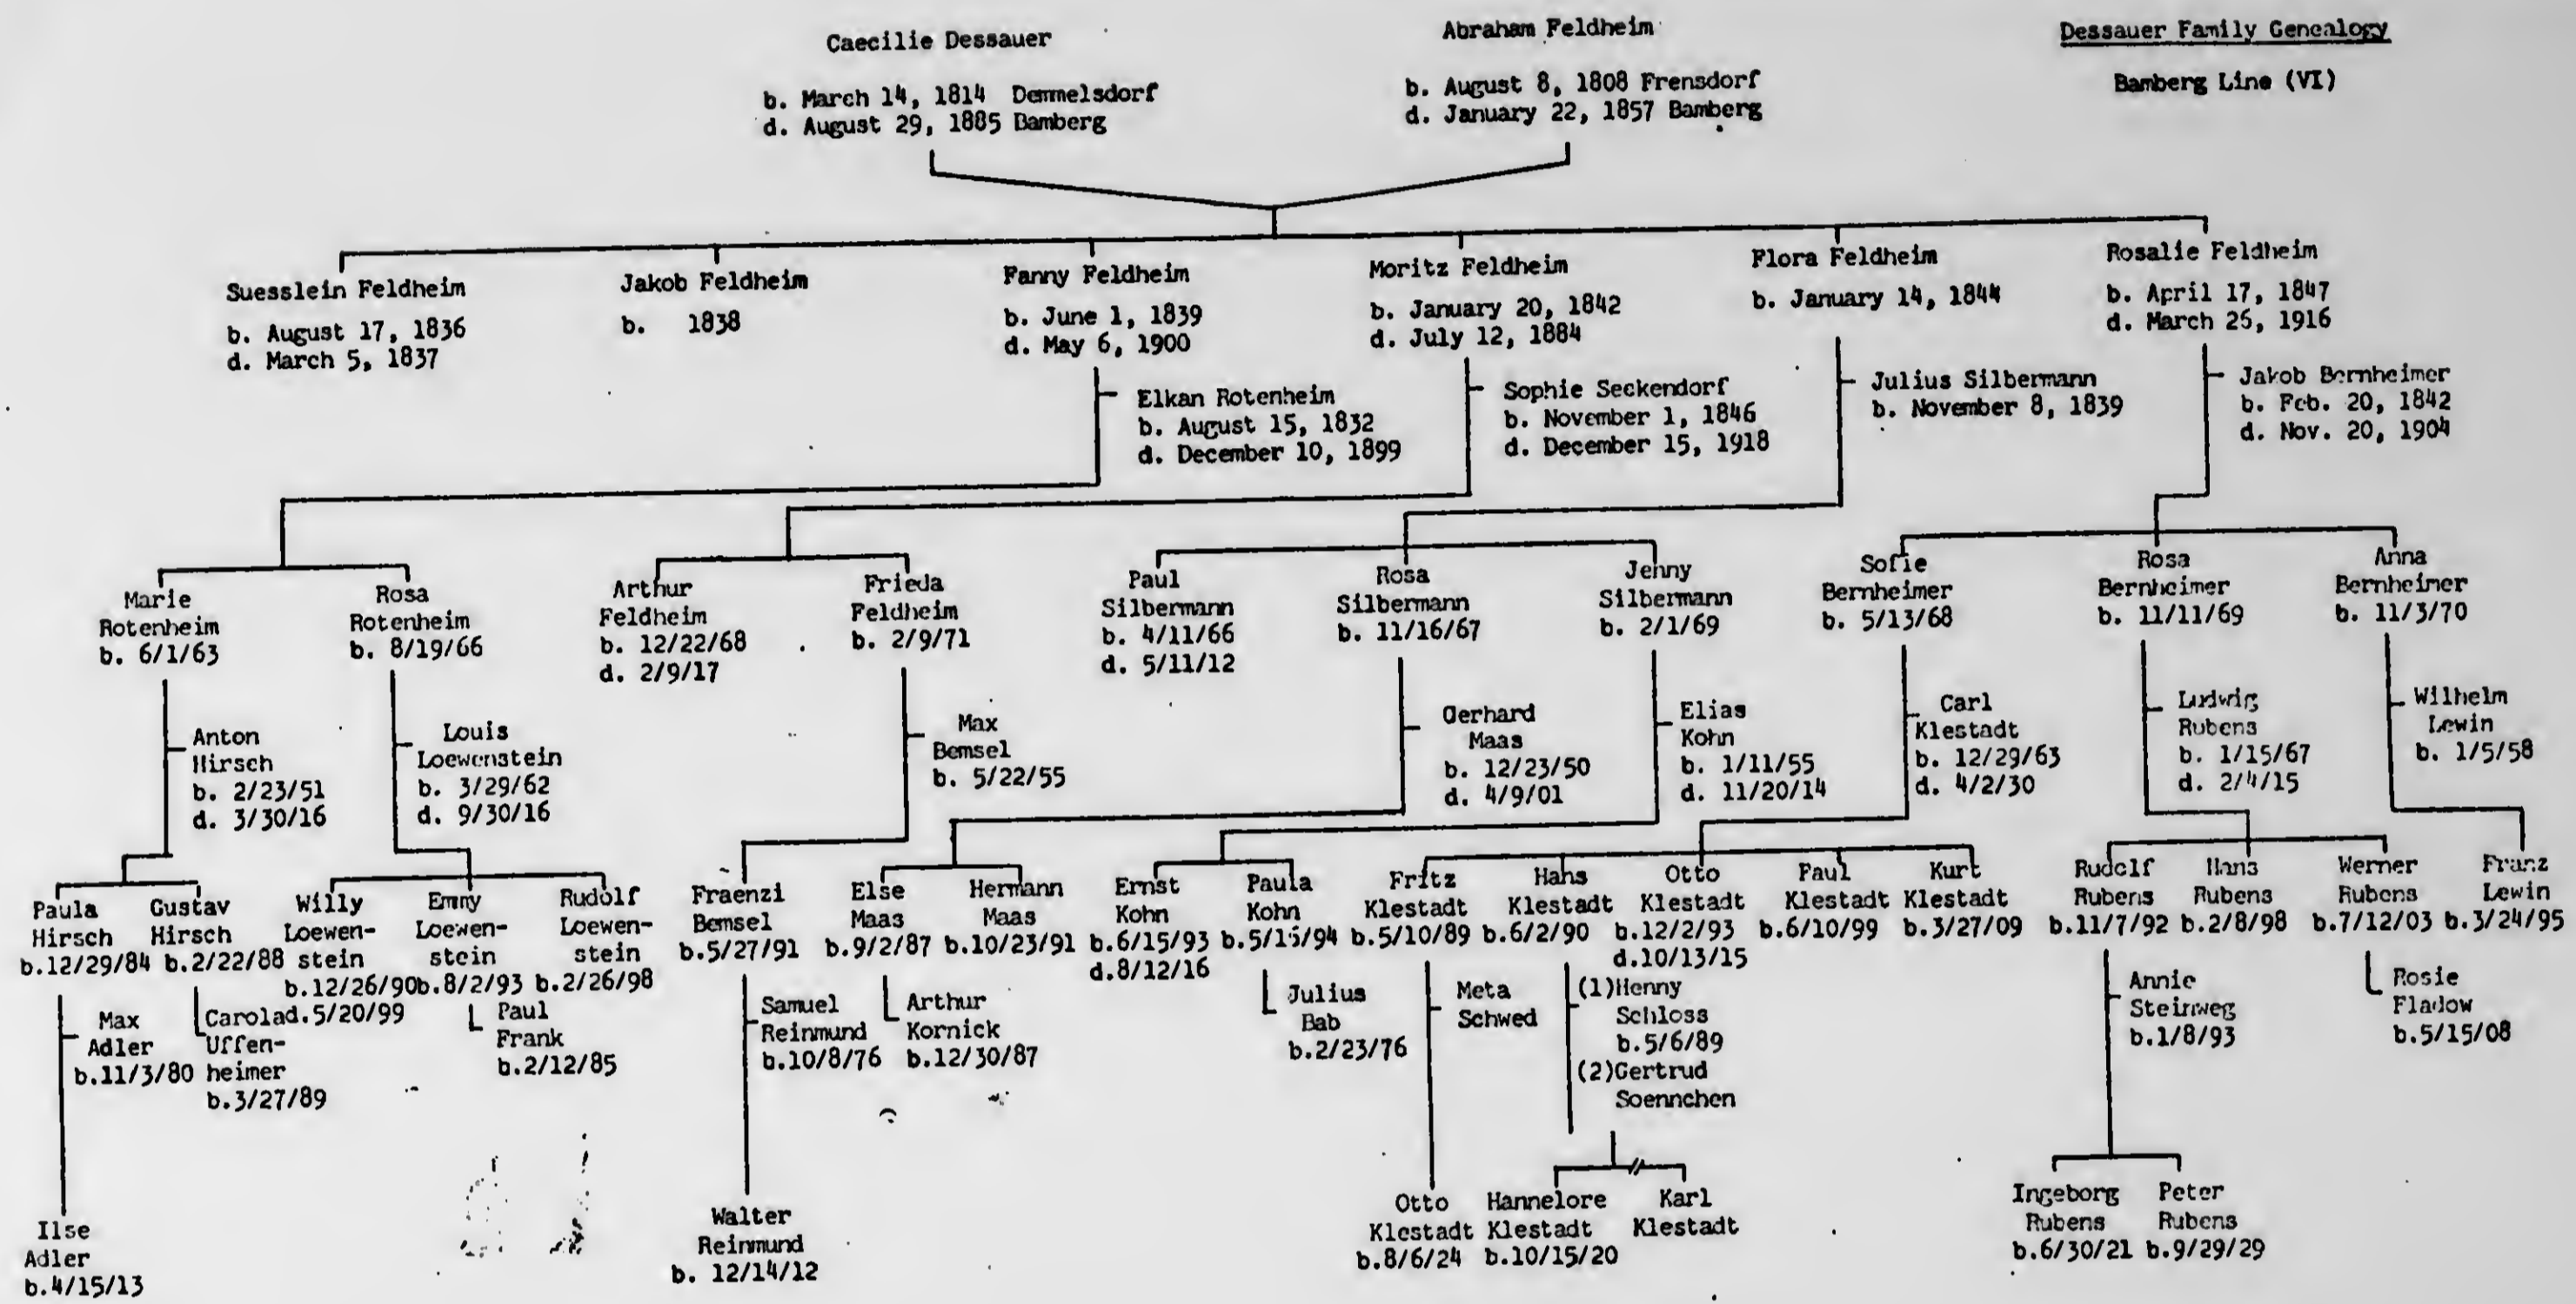 Caecilie Dessauer
b. March 14, 1814 Demmelsdorf
d. August 29, 1885 Bamberg
Abraham Feldheim
b. August 8, 1808 Frensdorf
d. January 22, 1857 Bamberg
Dessauer Family Genealogy
Bamberg Line (VI)
Suesslein Feldheim
b. August 17, 1836
d. March 5, 1837
Jakob Feldheim
b. 1838
Fanny Feldheim
b. June 1, 1839
d. May 6, 1900
Moritz Feldheim
b. January 20, 1842
d. July 12, 1884
Flora Feldheim
b. January 14, 1844
Rosalie Feldheim
b. April 17, 1847
d. March 26, 1916
Elkan Rotenheim
b. August 15, 1832
d. December 10, 1899
Sophie Seckendorf
b. November 1, 1846
d. December 15, 1918
Julius Silbermann
b. November 8, 1839
Jakob Bernheimer
b. Feb. 20, 1842
d. Nov. 20, 1904
Marie
Rotenheim
b. 6/1/63
Rosa
Rotenheim
b. 8/19/66
Arthur
Feldheim
b. 12/22/68
d. 2/9/17
Frieda
Feldheim
b. 2/9/71
Paul
Silbermann
b. 4/11/66
d. 5/11/12
Rosa
Silbermann
b. 11/16/67
Jenny
Silbermann
b. 2/1/69
Sofie
Bernheimer
b. 5/13/68
Rosa
Bernheimer
b. 11/11/69
Anna
Bernheimer
b. 11/3/70
Anton
Hirsch
b. 2/23/51
d. 3/30/16
Louis
Loewenstein
b. 3/29/62
d. 9/30/16
Max
Bemsel
b. 5/22/55
Gerhard
Maas
b. 12/23/50
d. 4/9/01
Elias
Kohn
b. 1/11/55
d. 11/20/14
Carl
Klestadt
b. 12/29/63
d. 4/2/30
Ludwig
Rubens
b. 1/15/67
d. 2/4/15
Wilhelm
Lewin
b. 1/5/58
Paula
Hirsch
b.12/29/84
Gustav
Hirsch
b.2/22/88
Willy
Loewen-
stein
b.12/26/90
d.5/20/99
Emmy
Loewen-
stein
b.8/2/93
Rudolf
Loewen-
stein
b.2/26/98
Fraenzi
Bemsel
b.5/27/91
Else
Maas
b.9/2/87
Hermann
Maas
b.10/23/91
Ernst
Kohn
b.6/15/93
d.8/12/16
Paula
Kohn
b.5/15/94
Fritz
Klestadt
b.5/10/89
Hans
Klestadt
b.6/2/90
Otto
Klestadt
b.12/2/93
d.10/13/15
Paul
Klestadt
b.6/10/99
Kurt
Klestadt
b.3/27/09
Rudolf
Rubens
b.11/7/92
Hans
Rubens
b.2/8/98
Werner
Rubens
b.7/12/03
Franz
Lewin
b.3/24/95
Max
Adler
b.11/3/80
Carola
Uffen-
heimer
b.3/27/89
Paul
Frank
b.2/12/85
Samuel
Reinmund
b.10/8/76
Arthur
Kornick
b.12/30/87
Julius
Bab
b.2/23/76
Meta
Schwed
(1)Henny
Schloss
b.5/6/89
(2)Gertrud
Soennchen
Annie
Steinweg
b.1/8/93
Rosie
Fladow
b.5/15/08
Ilse
Adler
b.4/15/13
Walter
Reinmund
b. 12/14/12
Otto
Klestadt
b.8/6/24
Hannelore
Klestadt
b.10/15/20
Karl
Klestadt
Ingeborg
Rubens
b.6/30/21
Peter
Rubens
b.9/29/29